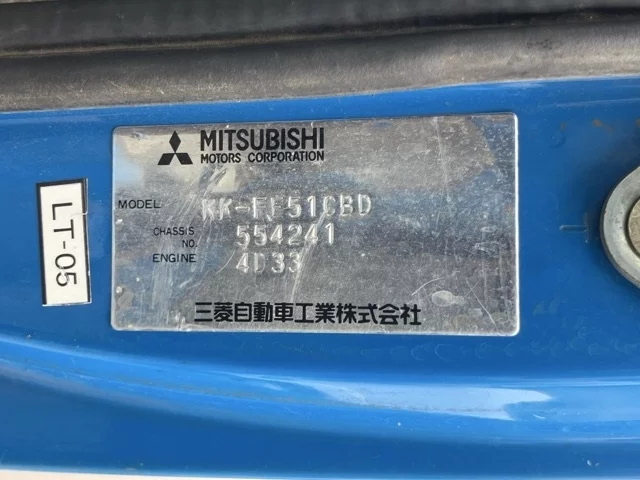 MITSUBISHI
MOTORS CORPORATION
MODEL KK-FE51CBD
CHASSIS NO. 554241
ENGINE 4D33
三菱自動車工業株式会社
LT-05